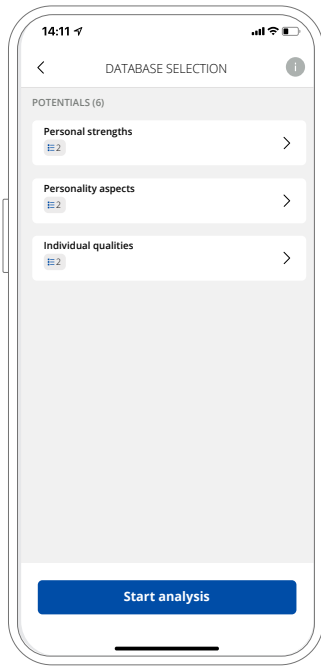 14:11
DATABASE SELECTION
i
POTENTIALS (6)
Personal strengths
2
Personality aspects
2
Individual qualities
2
Start analysis